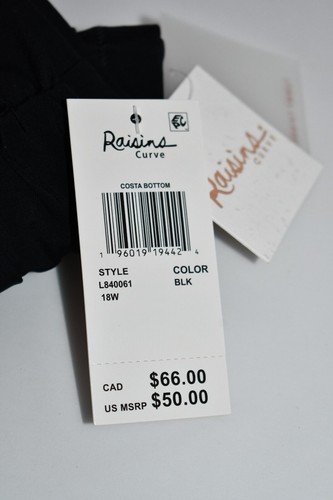 Raisins
Curve
Raisins
CURVE
COSTA BOTTOM
1 96019 19442 4
STYLE COLOR
L840061 BLK
18W
CAD $66.00
US MSRP $50.00